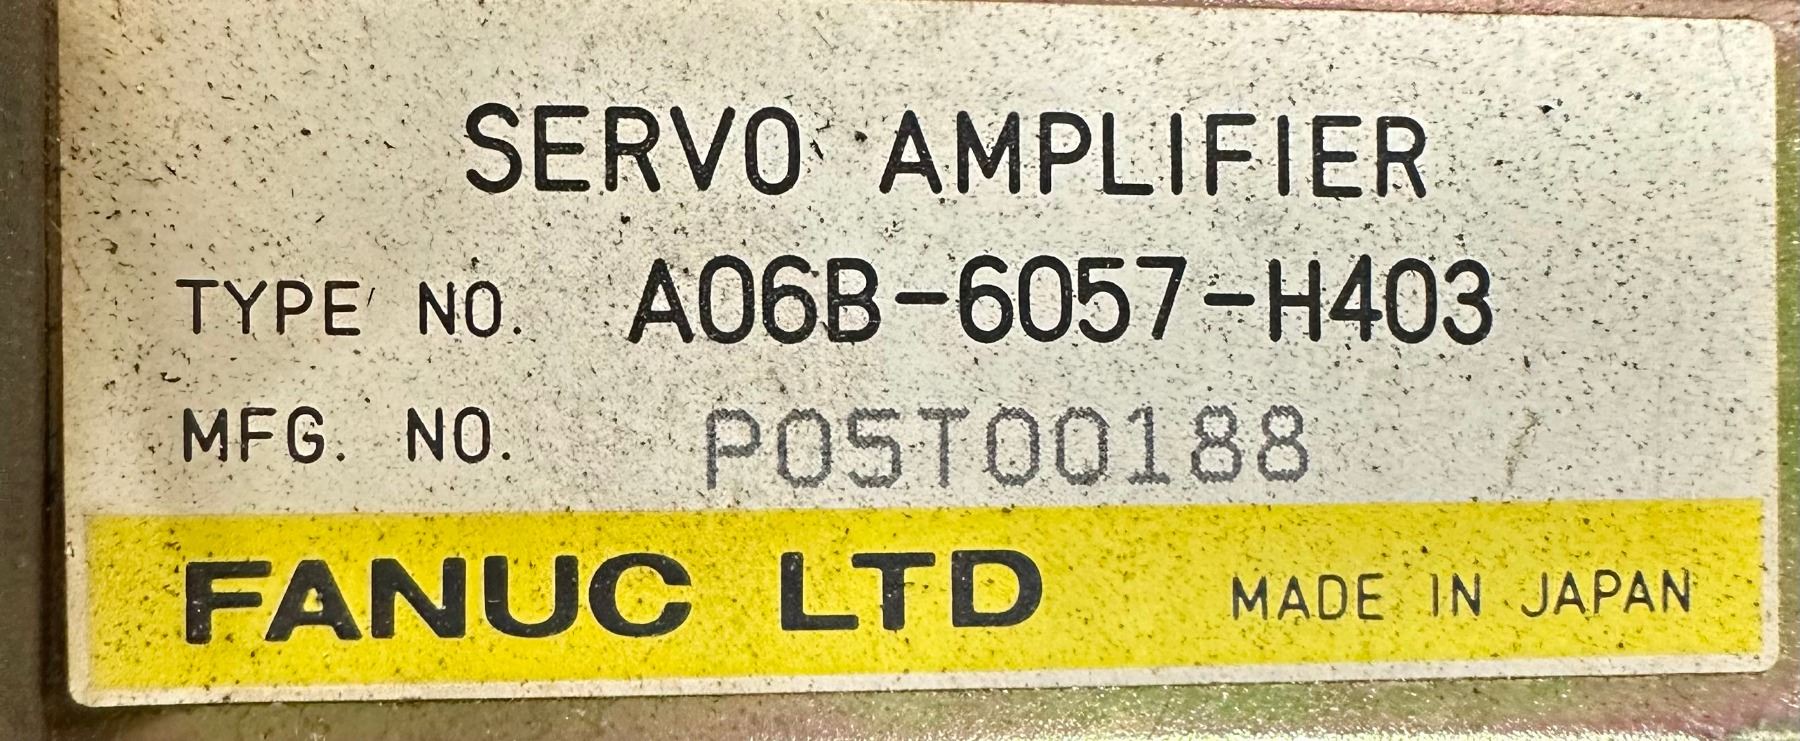 SERVO AMPLIFIER
TYPE NO. A06B-6057-H403
MFG. NO. P05T00188
FANUC LTD MADE IN JAPAN